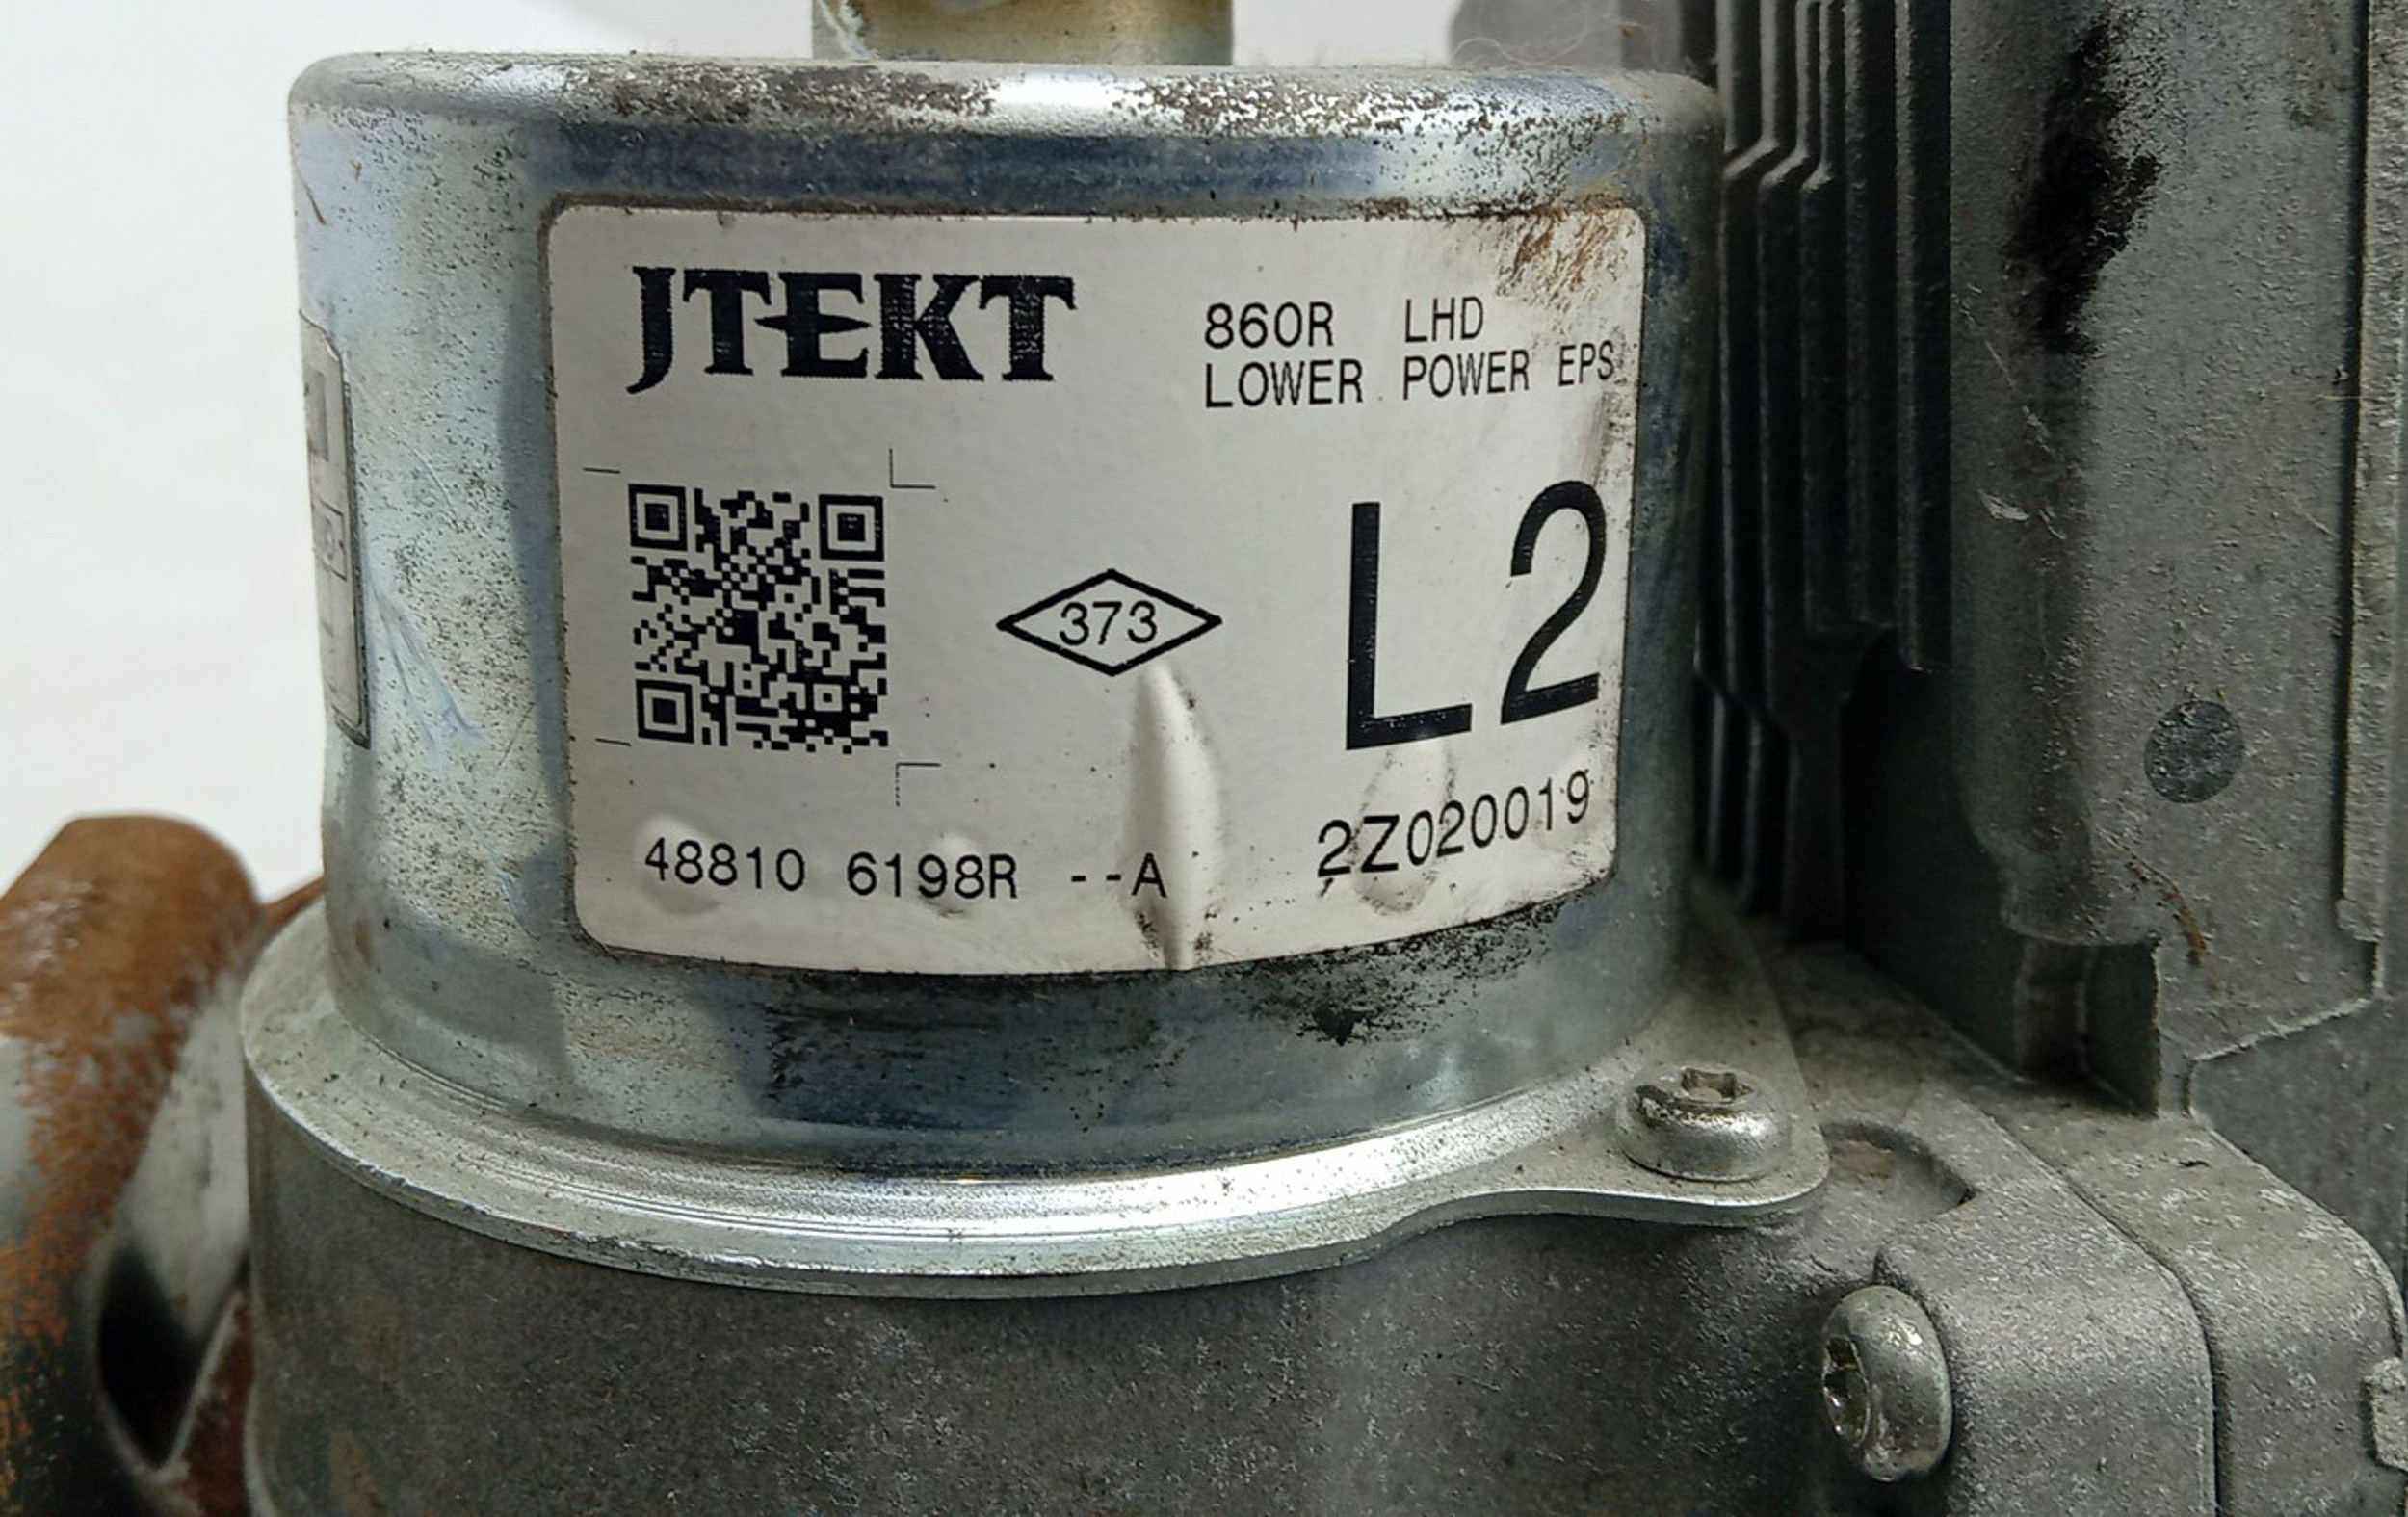 JTEKT
860R LHD
LOWER POWER EPS
373
L2
48810 6198R --A
2Z020019